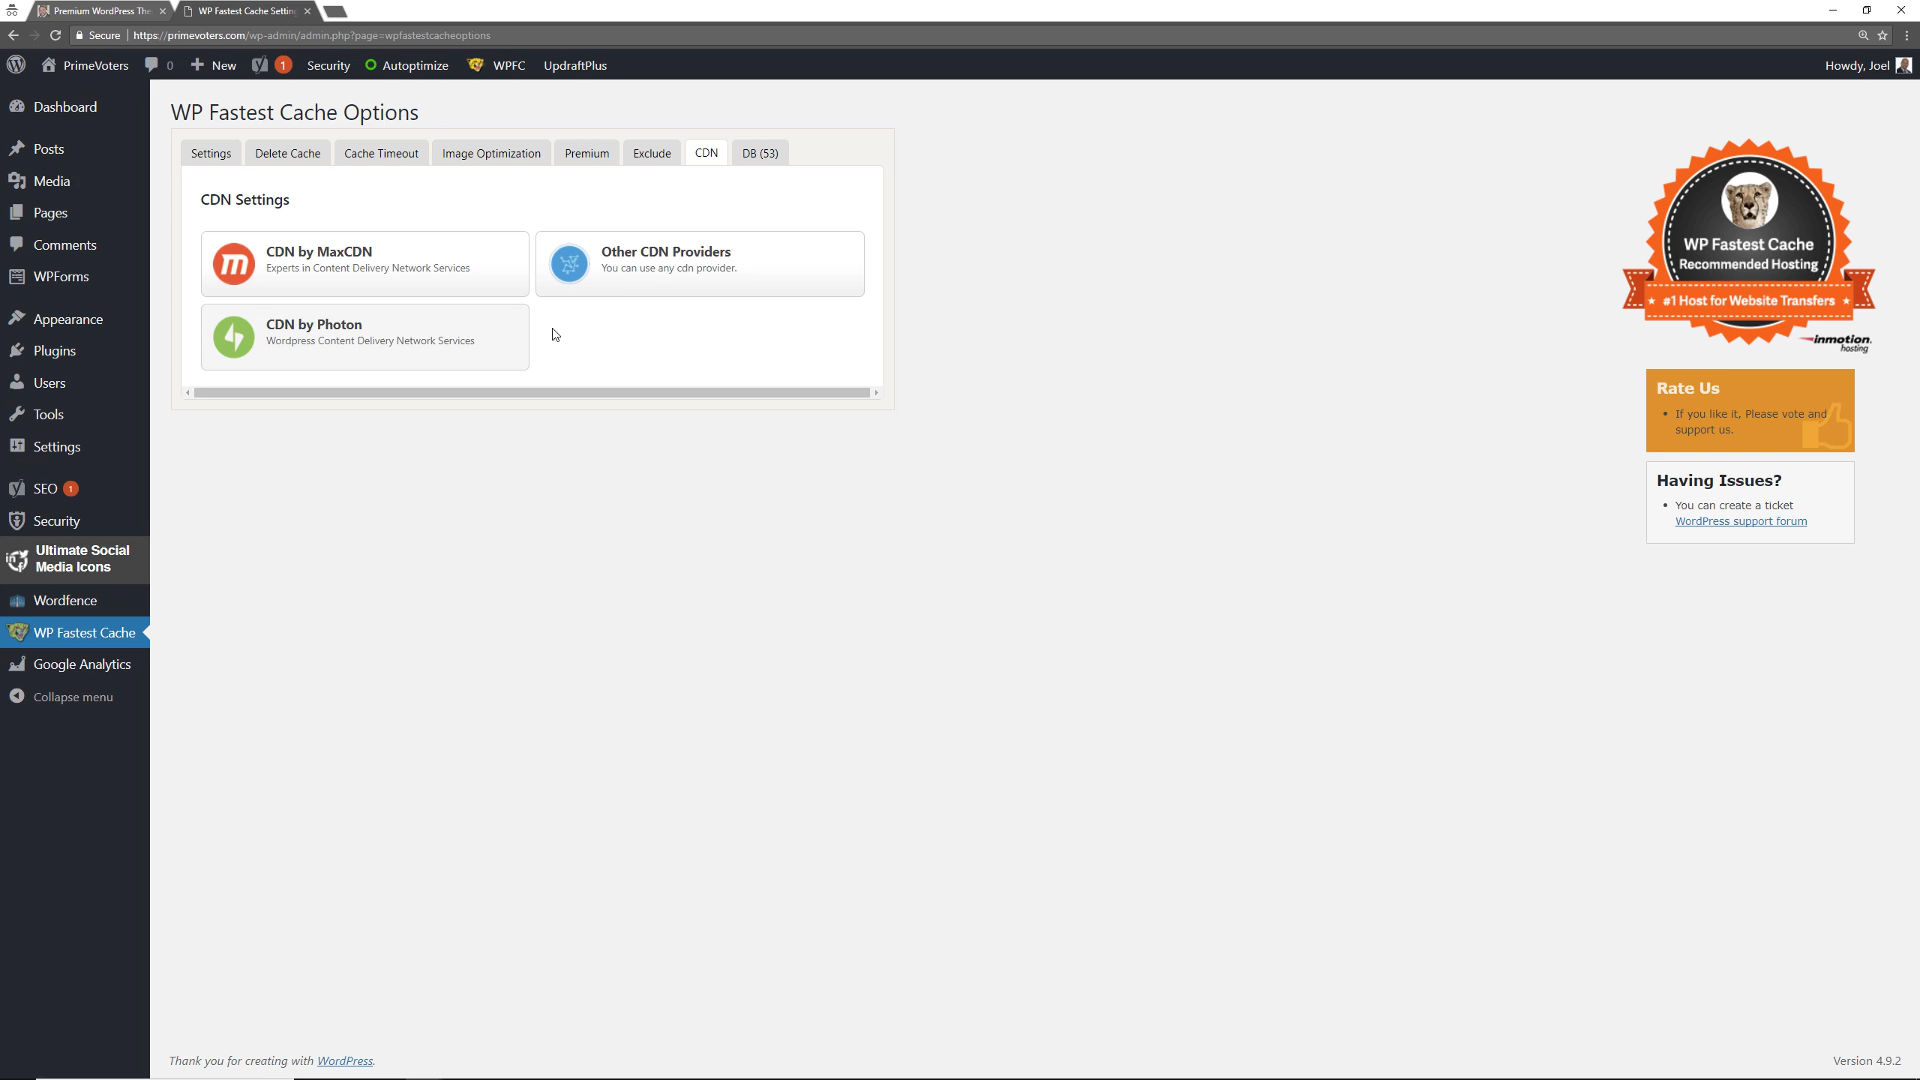 Premium WordPress The
WP Fastest Cache Settin
Secure
https://primevoters.com/wp-admin/admin.php?page=wpfastestcacheoptions
PrimeVoters
0
New
1
Security
Autoptimize
WPFC
UpdraftPlus
Howdy, Joel
Dashboard
Posts
Media
Pages
Comments
WPForms
Appearance
Plugins
Users
Tools
Settings
SEO 1
Security
Ultimate Social
Media Icons
Wordfence
WP Fastest Cache
Google Analytics
Collapse menu
WP Fastest Cache Options
Settings
Delete Cache
Cache Timeout
Image Optimization
Premium
Exclude
CDN
DB (53)
CDN Settings
CDN by MaxCDN
Experts in Content Delivery Network Services
Other CDN Providers
You can use any cdn provider.
CDN by Photon
Wordpress Content Delivery Network Services
WP Fastest Cache
Recommended Hosting
#1 Host for Website Transfers
inmotion
hosting
Rate Us
If you like it, Please vote and
support us.
Having Issues?
You can create a ticket
WordPress support forum
Thank you for creating with WordPress.
Version 4.9.2